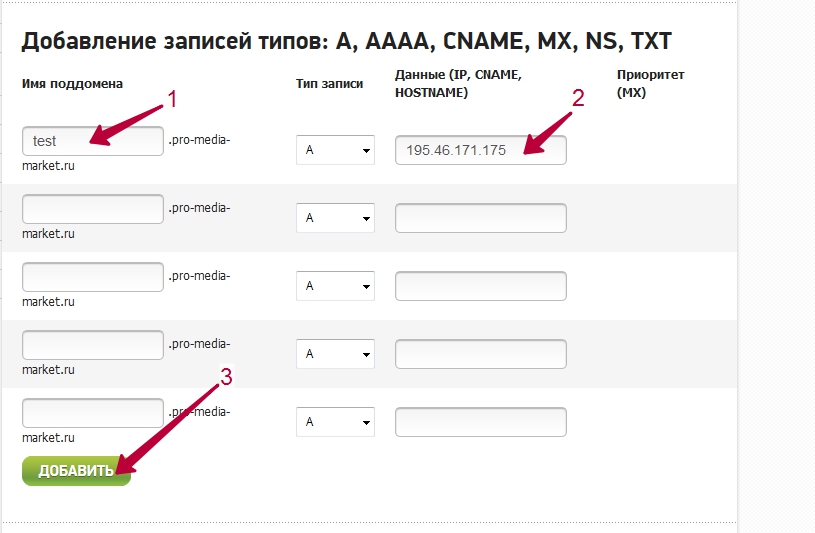 Добавление записей типов: A, AAAA, CNAME, MX, NS, TXT
Имя поддомена Тип записи Данные (IP, CNAME, HOSTNAME) Приоритет (MX)
1
2
test .pro-media- A 195.46.171.175
market.ru
.pro-media- A
market.ru
.pro-media- A
market.ru
.pro-media- A
market.ru
3
.pro-media- A
market.ru
ДОБАВИТЬ